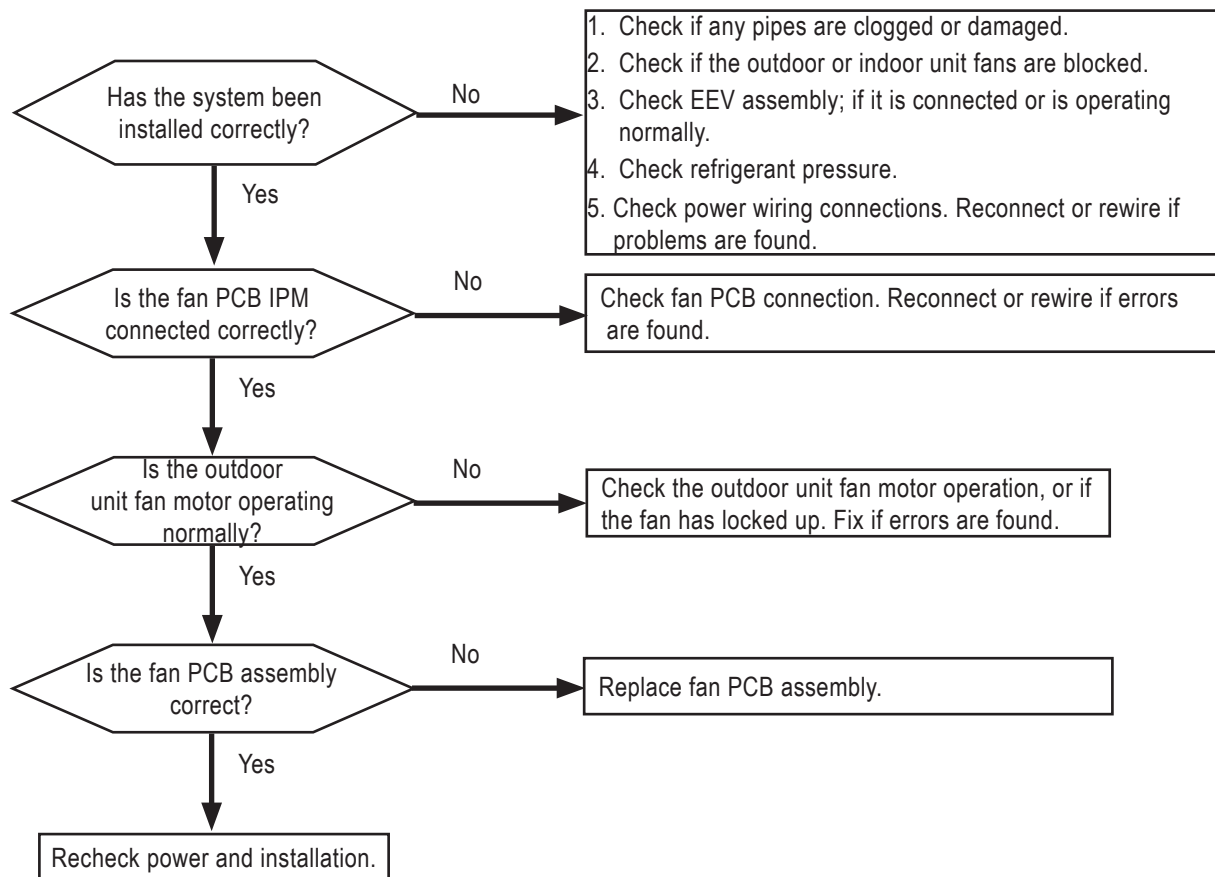 Has the system been
installed correctly?
No
1. Check if any pipes are clogged or damaged.
2. Check if the outdoor or indoor unit fans are blocked.
3. Check EEV assembly; if it is connected or is operating
normally.
4. Check refrigerant pressure.
5. Check power wiring connections. Reconnect or rewire if
problems are found.
Yes
Is the fan PCB IPM
connected correctly?
No
Check fan PCB connection. Reconnect or rewire if errors
are found.
Yes
Is the outdoor
unit fan motor operating
normally?
No
Check the outdoor unit fan motor operation, or if
the fan has locked up. Fix if errors are found.
Yes
Is the fan PCB assembly
correct?
No
Replace fan PCB assembly.
Yes
Recheck power and installation.